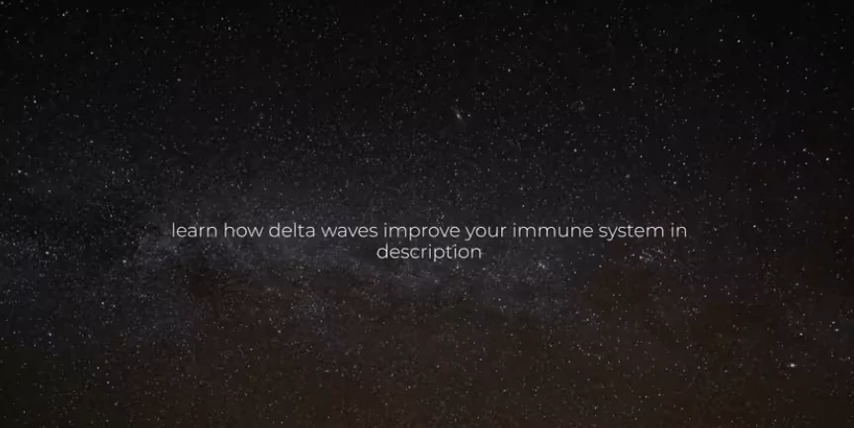 learn how delta waves improve your immune system in
description